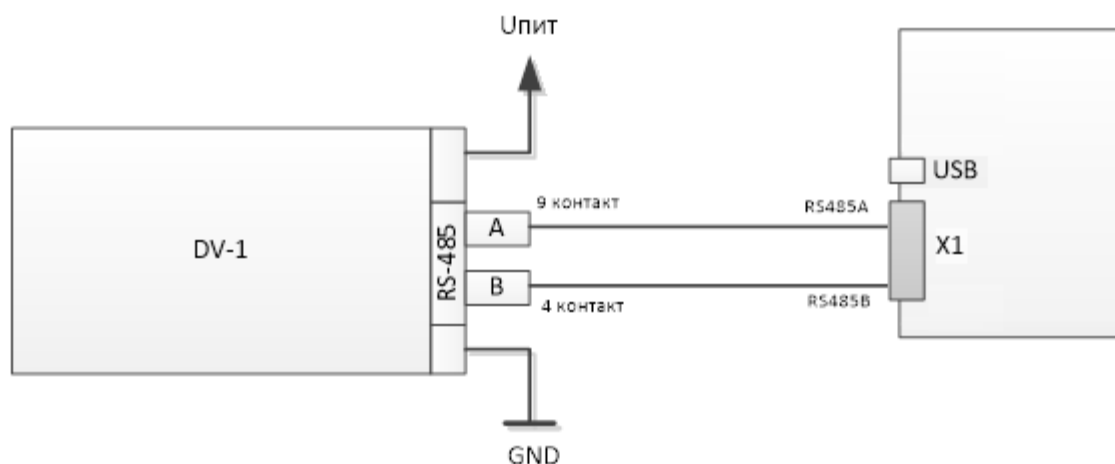 Uпит
USB
9 контакт
RS485A
A
DV-1
RS-485
X1
B
4 контакт
RS485B
GND